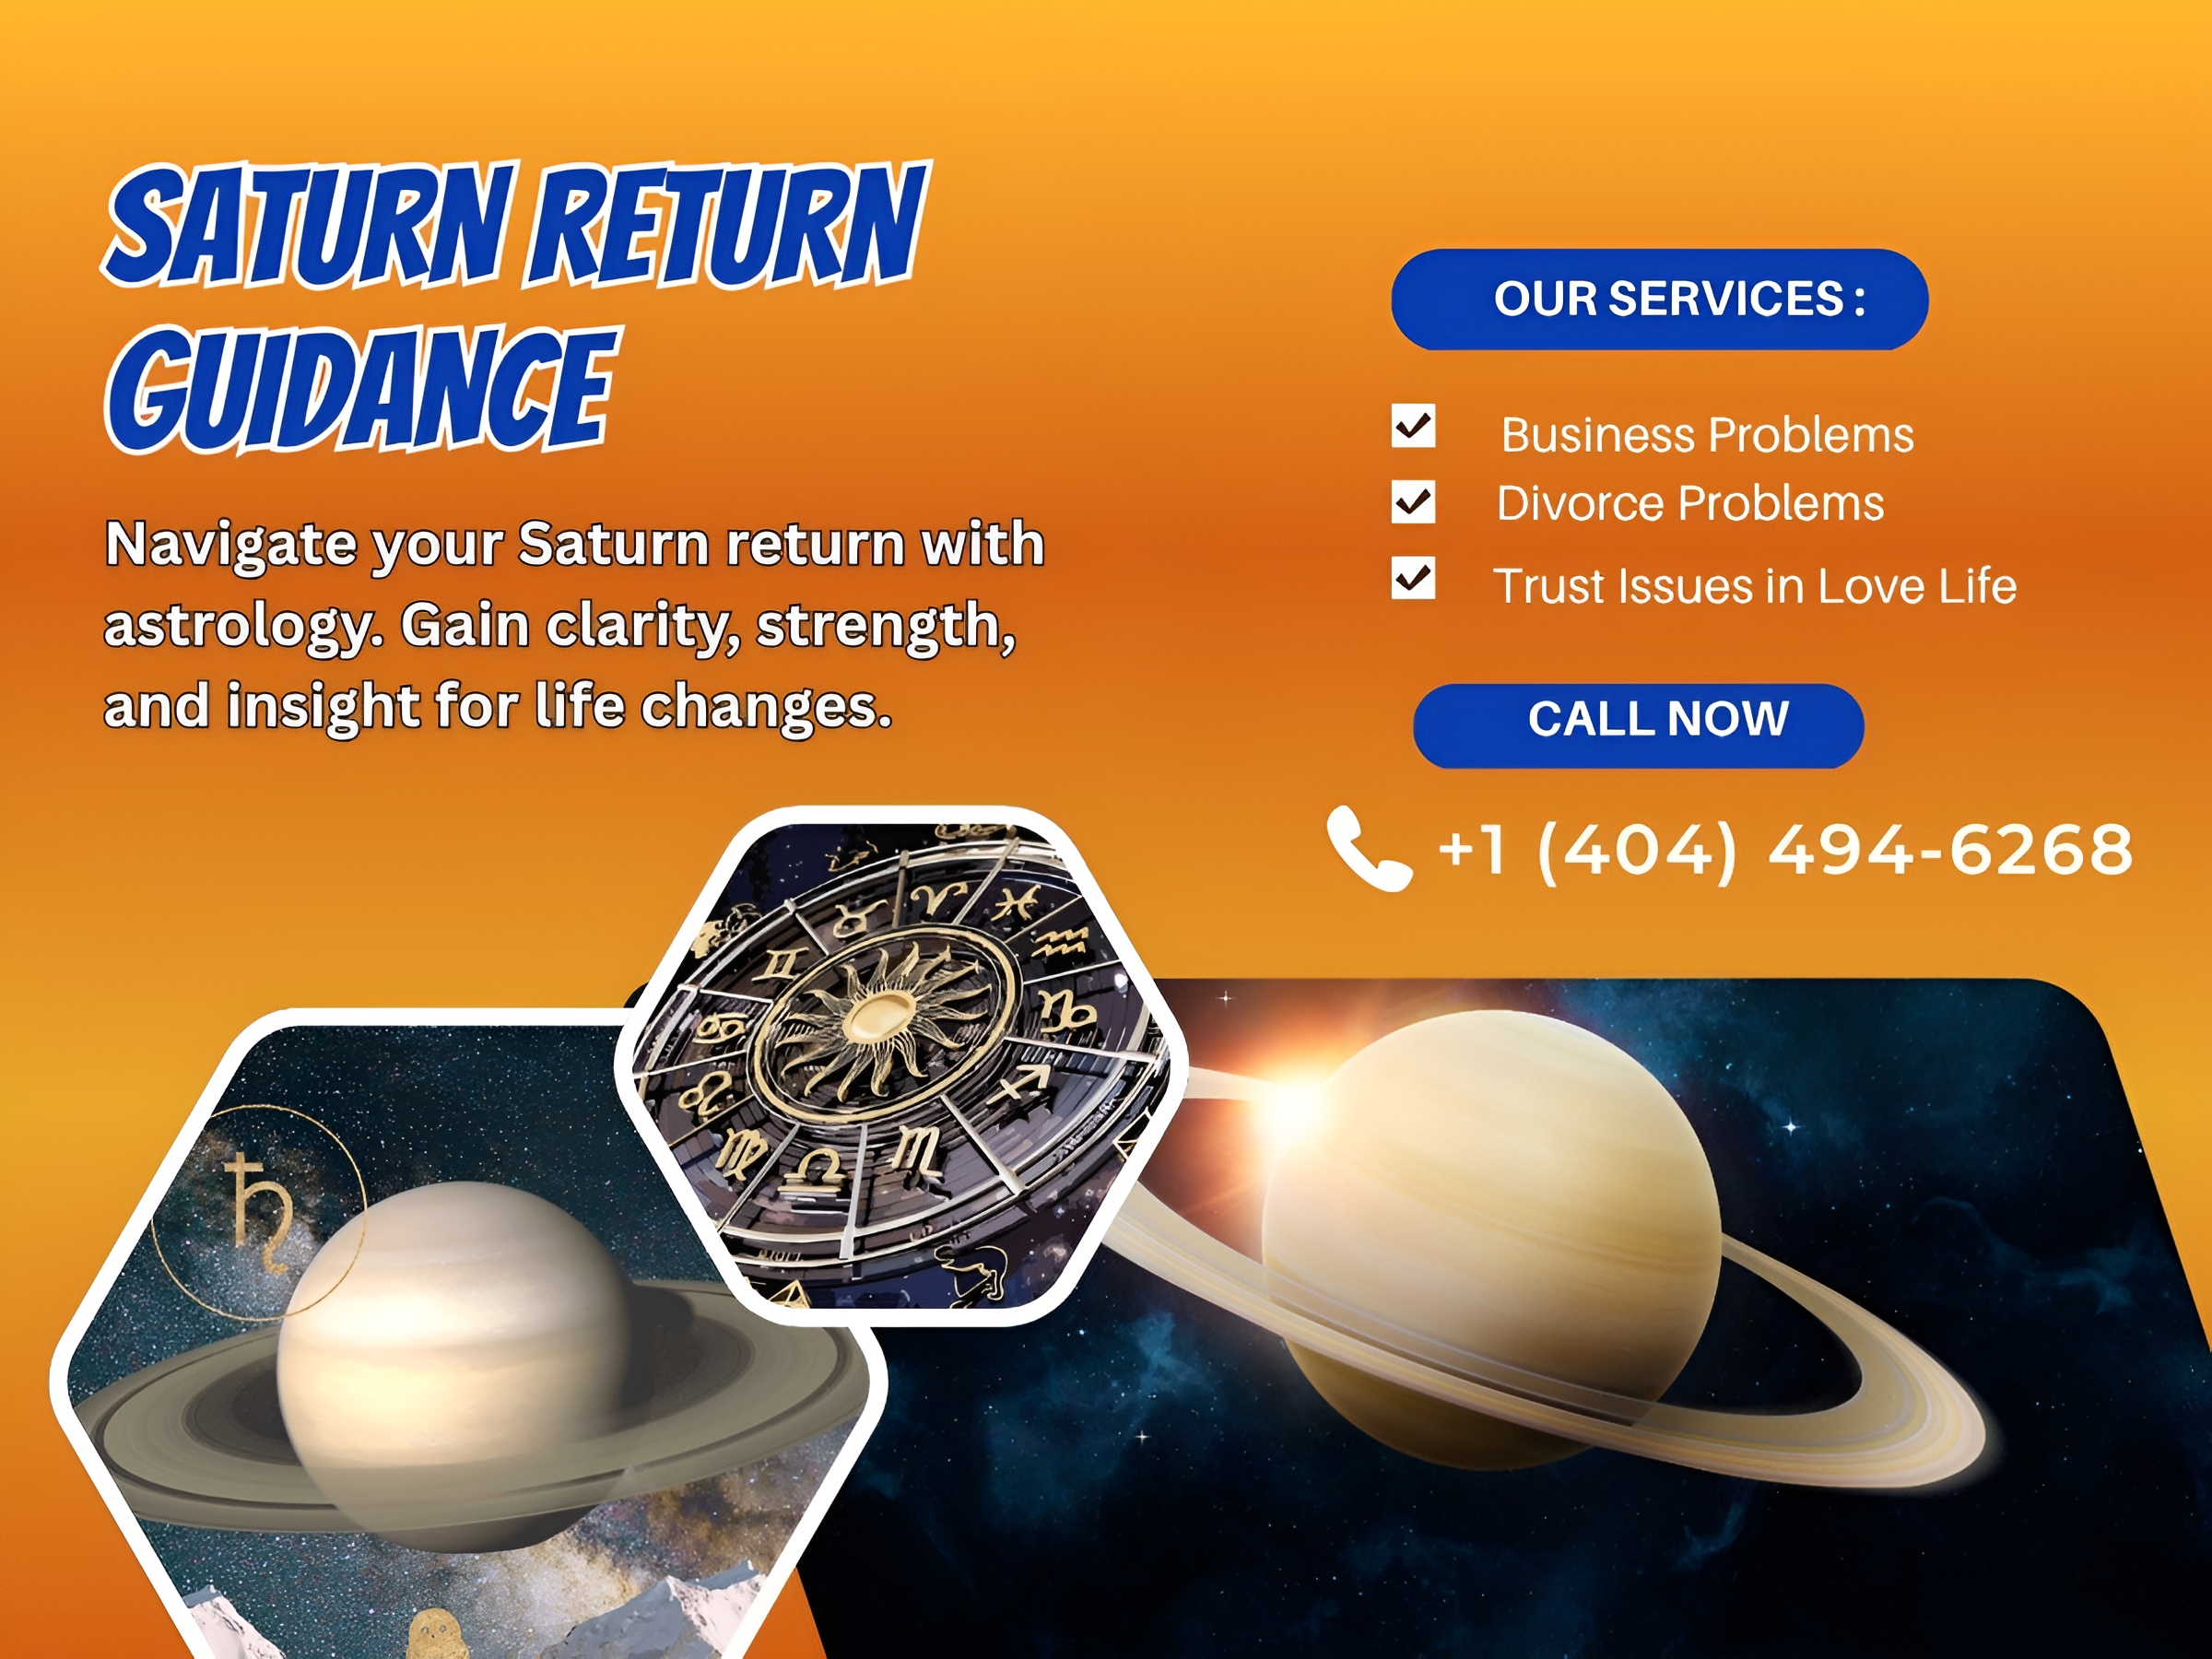 SATURN RETURN
GUIDANCE
Navigate your Saturn return with
astrology. Gain clarity, strength,
and insight for life changes.
OUR SERVICES :
Business Problems
Divorce Problems
Trust Issues in Love Life
CALL NOW
+1 (404) 494-6268